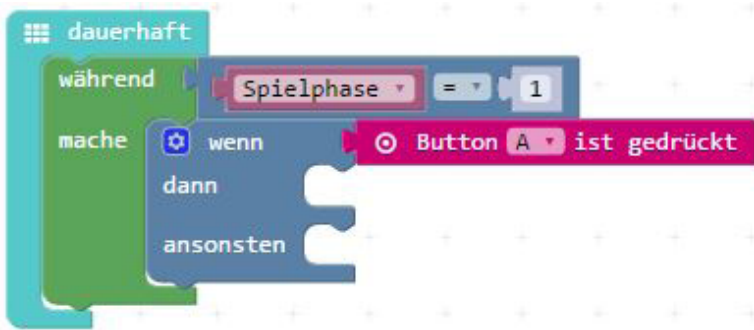 dauerhaft
während Spielphase = 1
mache wenn Button A ist gedrückt
dann
ansonsten